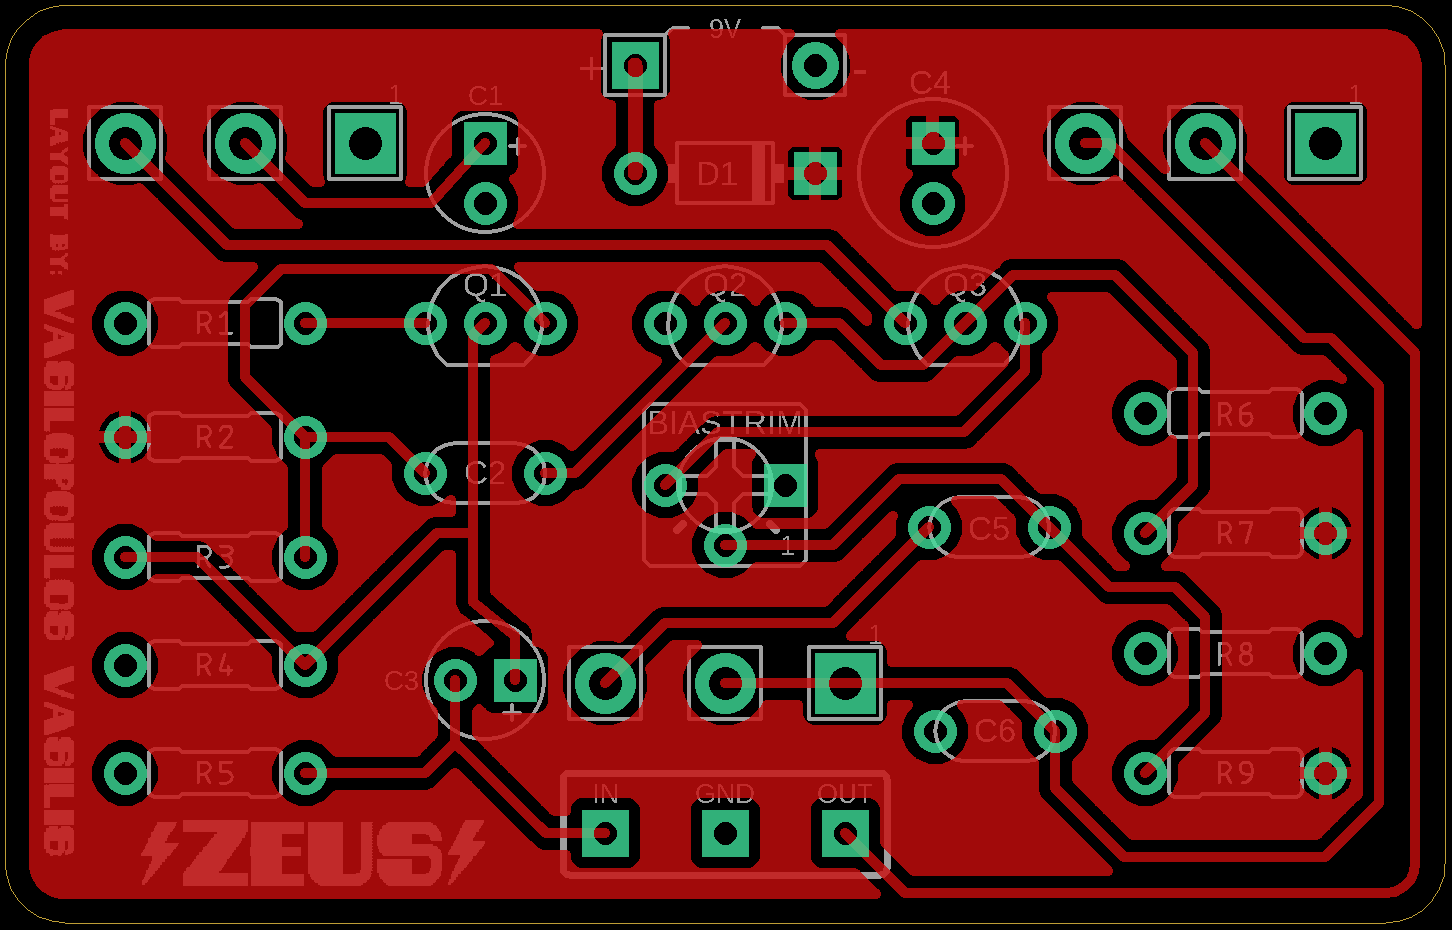 9V
+
-
C1
1
+
C4
+
1
D1
LAYOUT BY: VASILOPOULOS VASILIS
Q1
Q2
Q3
R1
R2
R3
R4
R5
C2
BIASTRIM
1
C5
R6
R7
R8
R9
C3
+
1
C6
IN
GND
OUT
ZEUS